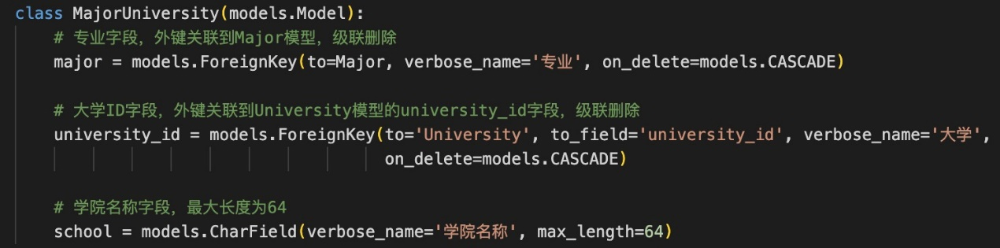 class MajorUniversity(models.Model):
# 专业字段，外键关联到Major模型，级联删除
major = models.ForeignKey(to=Major, verbose_name='专业', on_delete=models.CASCADE)
# 大学ID字段，外键关联到University模型的university_id字段，级联删除
university_id = models.ForeignKey(to='University', to_field='university_id', verbose_name='大学',
on_delete=models.CASCADE)
# 学院名称字段，最大长度为64
school = models.CharField(verbose_name='学院名称', max_length=64)